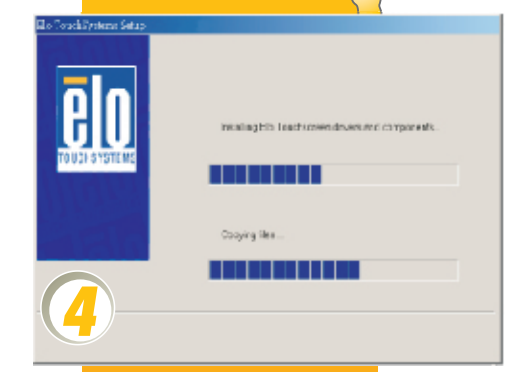 Elo TouchSystems Setup
elo
TOUCHSYSTEMS
Installing Elo Touchscreen drivers and components...
Copying files...
4